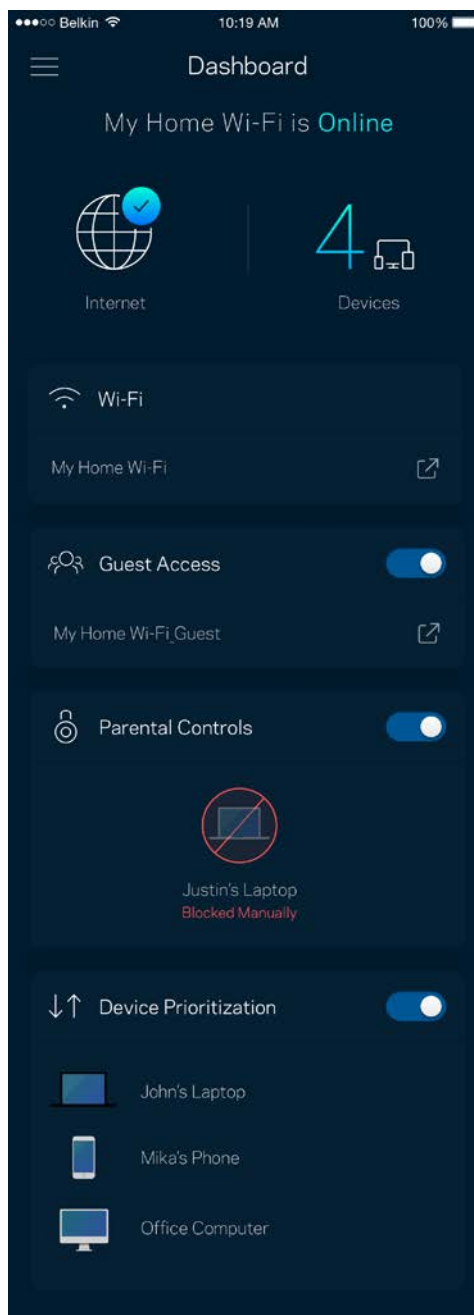 Belkin 10:19 AM 100%
Dashboard
My Home Wi-Fi is Online
4
Internet Devices
Wi-Fi
My Home Wi-Fi
Guest Access
My Home Wi-Fi_Guest
Parental Controls
Justin's Laptop
Blocked Manually
Device Prioritization
John's Laptop
Mika's Phone
Office Computer